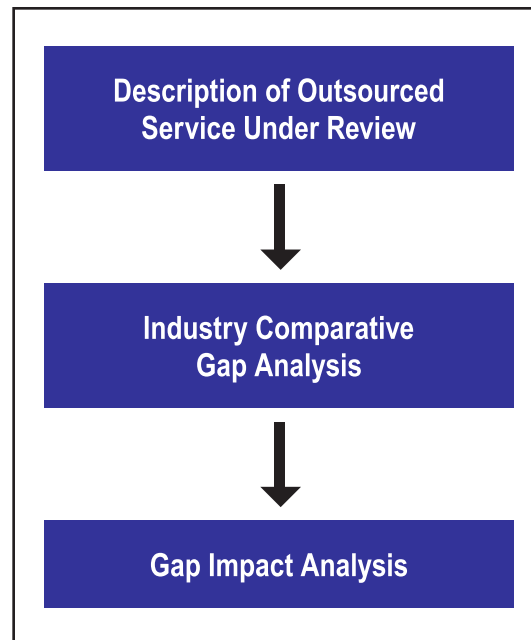 Description of Outsourced
Service Under Review
Industry Comparative
Gap Analysis
Gap Impact Analysis